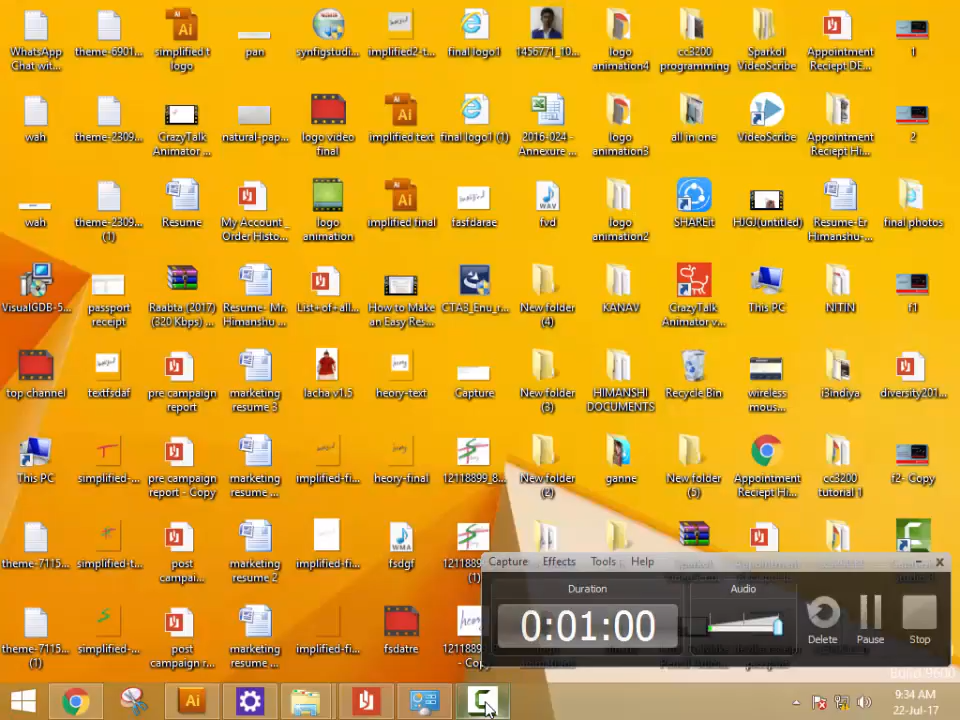 WhatsApp
Chat wit...
theme-6901...
simplified t
logo
pan
synfigstudi...
implified2-t...
final logo1
1456771_10...
logo
animation4
cc3200
programming
Sparkol
VideoScribe
Appointment
Reciept DE...
1
wah
theme-2309...
CrazyTalk
Animator ...
natural-pap...
logo video
final
implified text
final logo1 (1)
2016-024 -
Annexure ...
logo
animation3
all in one
VideoScribe
Appointment
Reciept Hi...
2
wah
theme-2309...
(1)
Resume
My Account_
Order Histo...
logo
animation
implified final
fasfdarae
fvd
logo
animation2
SHAREit
HJGJ(untitled)
Resume-Er
Himanshu-...
final photos
VisualGDB-5...
passport
receipt
Raabta (2017)
(320 Kbps) ...
Resume- Mr.
Himanshu ...
List+of+all...
How to Make
an Easy Res...
CTA3_Enu_r...
New folder
(4)
KANAV
CrazyTalk
Animator v...
This PC
NITIN
f1
top channel
textfsdaf
pre campaign
report
marketing
resume 3
lacha v1.5
heory-text
Capture
New folder
(3)
HIMANSHI
DOCUMENTS
Recycle Bin
wireless
mous...
i3indiya
diversity201...
This PC
simplified-...
pre campaign
report - Copy
marketing
resume ...
implified-fi...
heory-final
12118899_8...
New folder
(2)
ganne
New folder
(5)
Appointment
Reciept Hi...
cc3200
tutorial 1
f2- Copy
theme-7115...
simplified-t...
post
campai...
marketing
resume 2
implified-fi...
fsdgf
(1)
theme-7115...
(1)
simplified-...
post
campaign r...
marketing
resume ...
implified-fi...
fsdatre
- Copy
Capture Effects Tools Help
Duration
Audio
0:01:00
Delete
Pause
Stop
Ai
9:34 AM
22-Jul-17